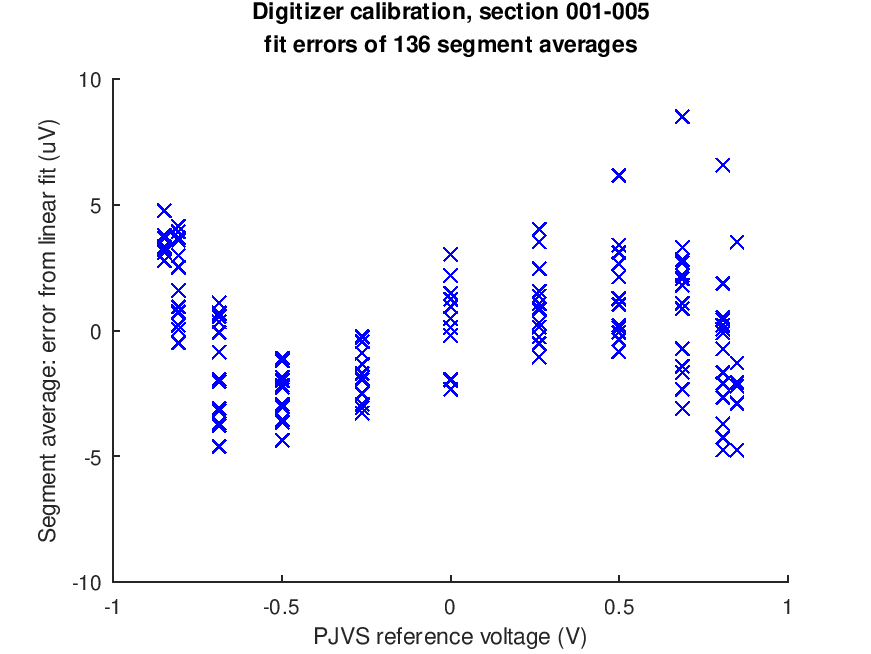 Digitizer calibration, section 001-005
fit errors of 136 segment averages
10
5
0
-5
-10
Segment average: error from linear fit (uV)
-1
-0.5
0
0.5
1
PJVS reference voltage (V)